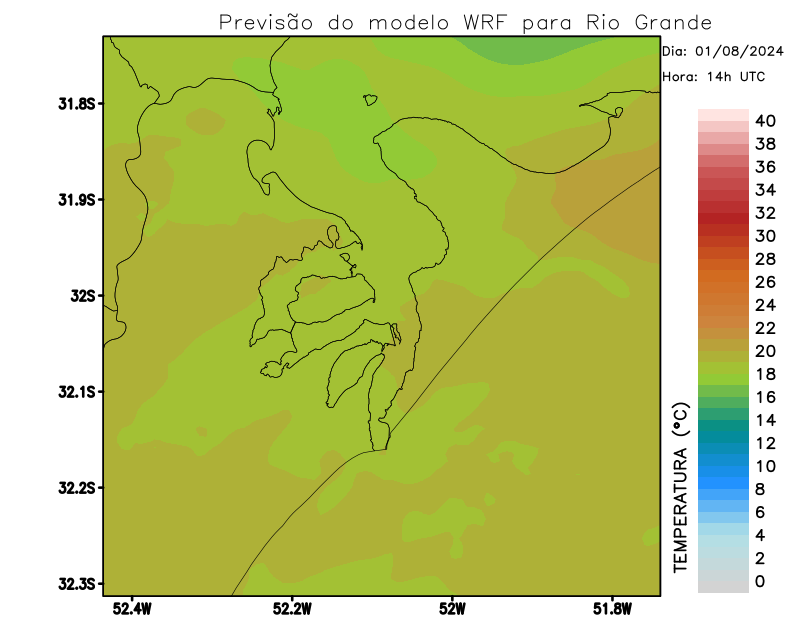 Previsão do modelo WRF para Rio Grande
Dia: 01/08/2024
Hora: 14h UTC
31.8S
31.9S
32S
32.1S
32.2S
32.3S
52.4W
52.2W
52W
51.8W
TEMPERATURA (°C)
40
38
36
34
32
30
28
26
24
22
20
18
16
14
12
10
8
6
4
2
0